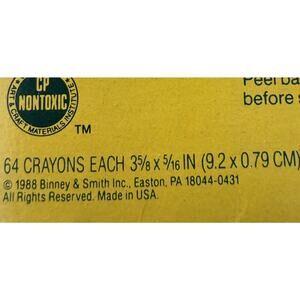 CP
NONTOXIC
ART & CRAFT MATERIALS INSTITUTE
TM
Peel ba
before s
64 CRAYONS EACH 3⅝ x 5/16 IN (9.2 x 0.79 CM)
© 1988 Binney & Smith Inc., Easton, PA 18044-0431
All Rights Reserved. Made in USA.